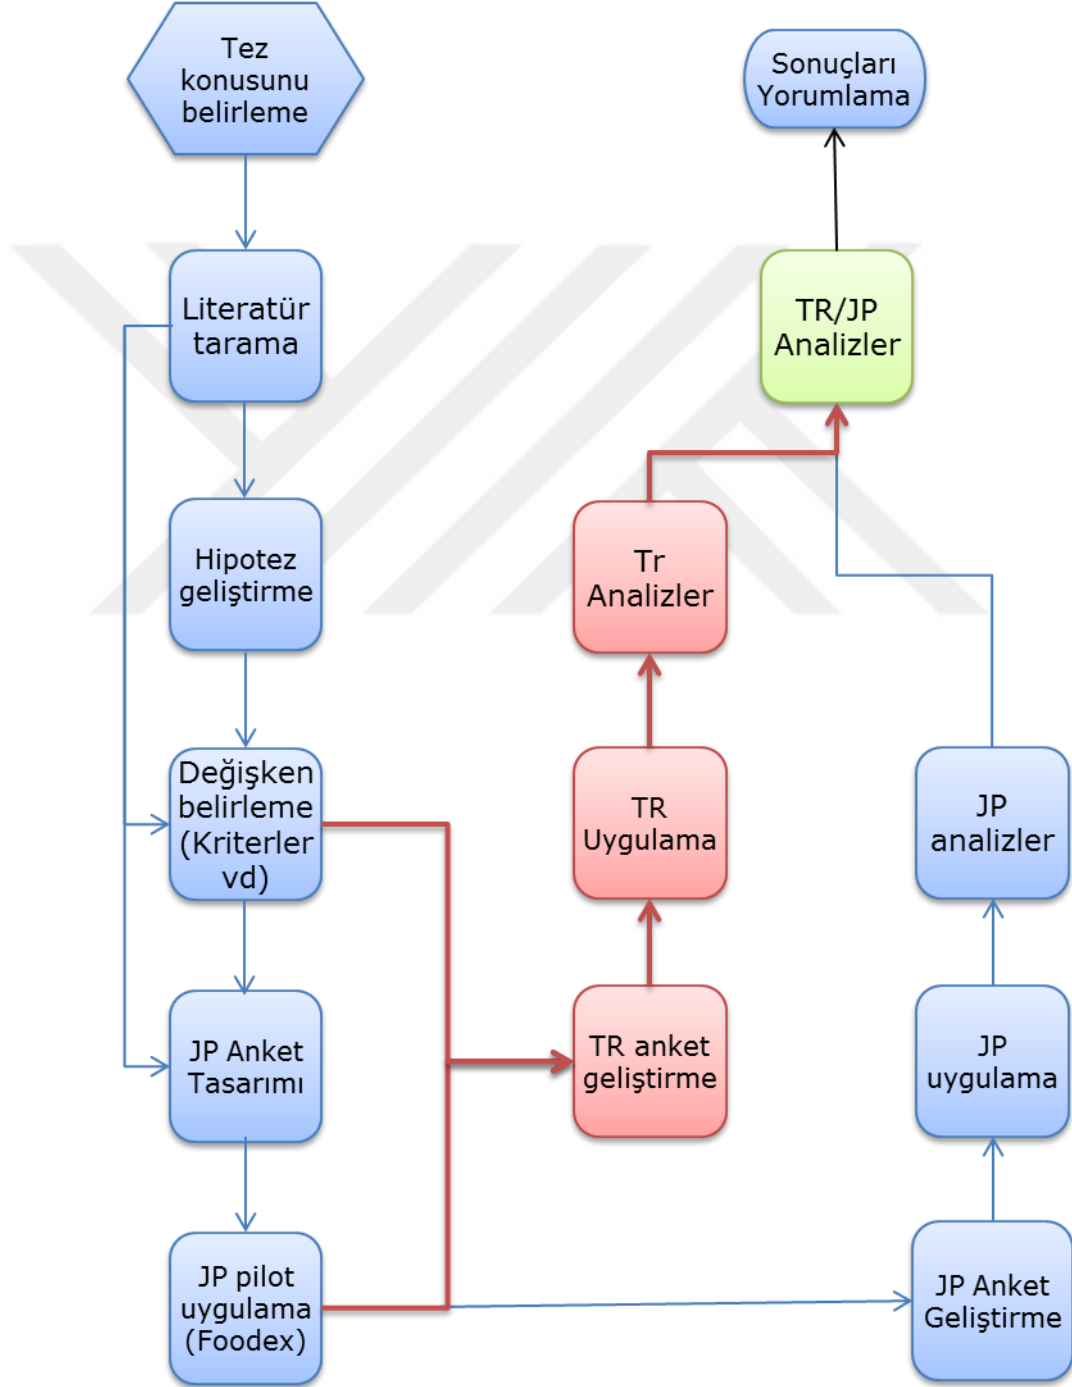 Tez
konusunu
belirleme
Literatür
tarama
Hipotez
geliştirme
Değişken
belirleme
(Kriterler
vd)
JP Anket
Tasarımı
JP pilot
uygulama
(Foodex)
TR anket
geliştirme
TR
Uygulama
Tr
Analizler
JP Anket
Geliştirme
JP
uygulama
JP
analizler
TR/JP
Analizler
Sonuçları
Yorumlama